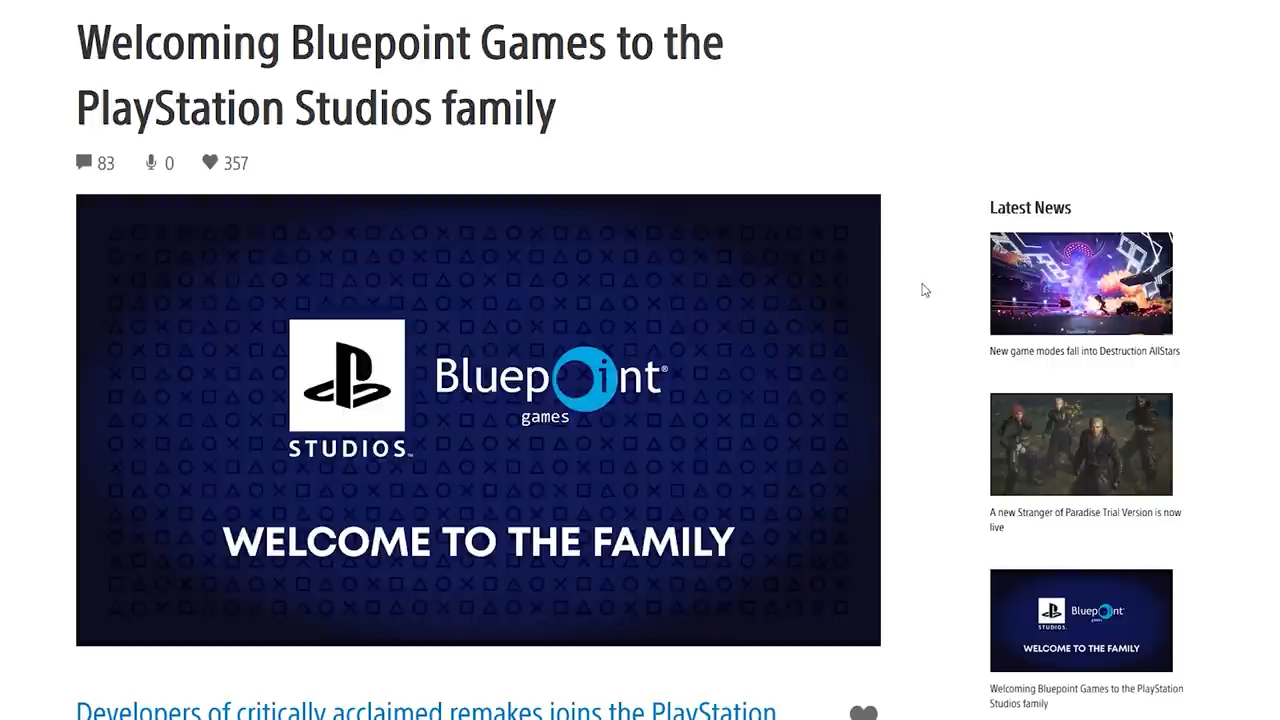 Welcoming Bluepoint Games to the
PlayStation Studios family
83 0 357
STUDIOS™
Bluepoint®
games
WELCOME TO THE FAMILY
Developers of critically acclaimed remakes joins the PlayStation
Latest News
New game modes fall into Destruction AllStars
A new Stranger of Paradise Trial Version is now
live
STUDIOS
Bluepoint
games
WELCOME TO THE FAMILY
Welcoming Bluepoint Games to the PlayStation
Studios family